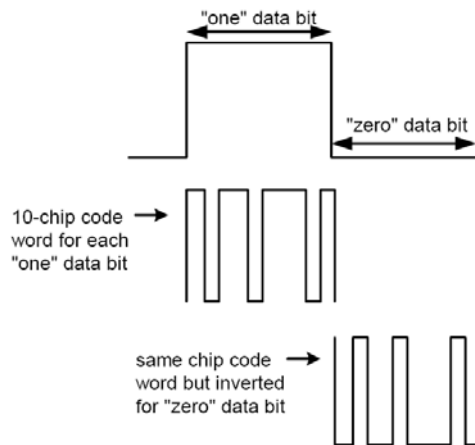 "one" data bit
"zero" data bit
10-chip code
word for each
"one" data bit
same chip code
word but inverted
for "zero" data bit